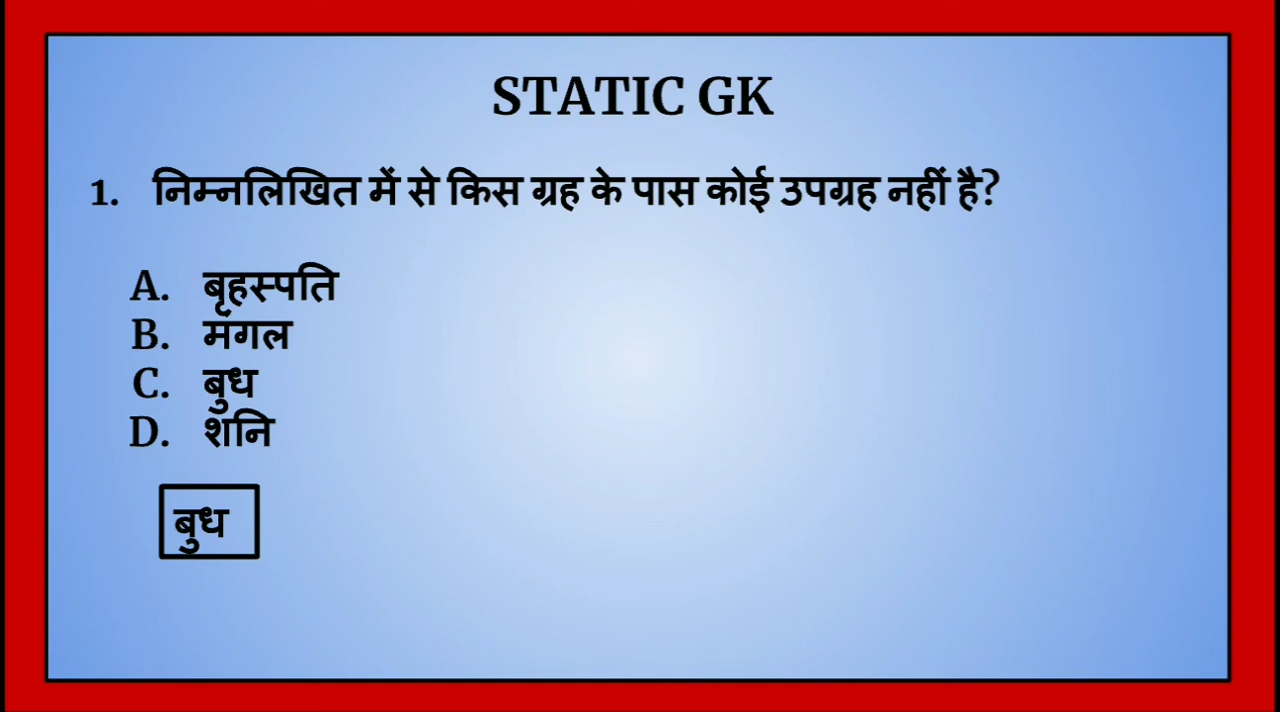 STATIC GK
1. निम्नलिखित में से किस ग्रह के पास कोई उपग्रह नहीं है?
A. बृहस्पति
B. मंगल
C. बुध
D. शनि
बुध